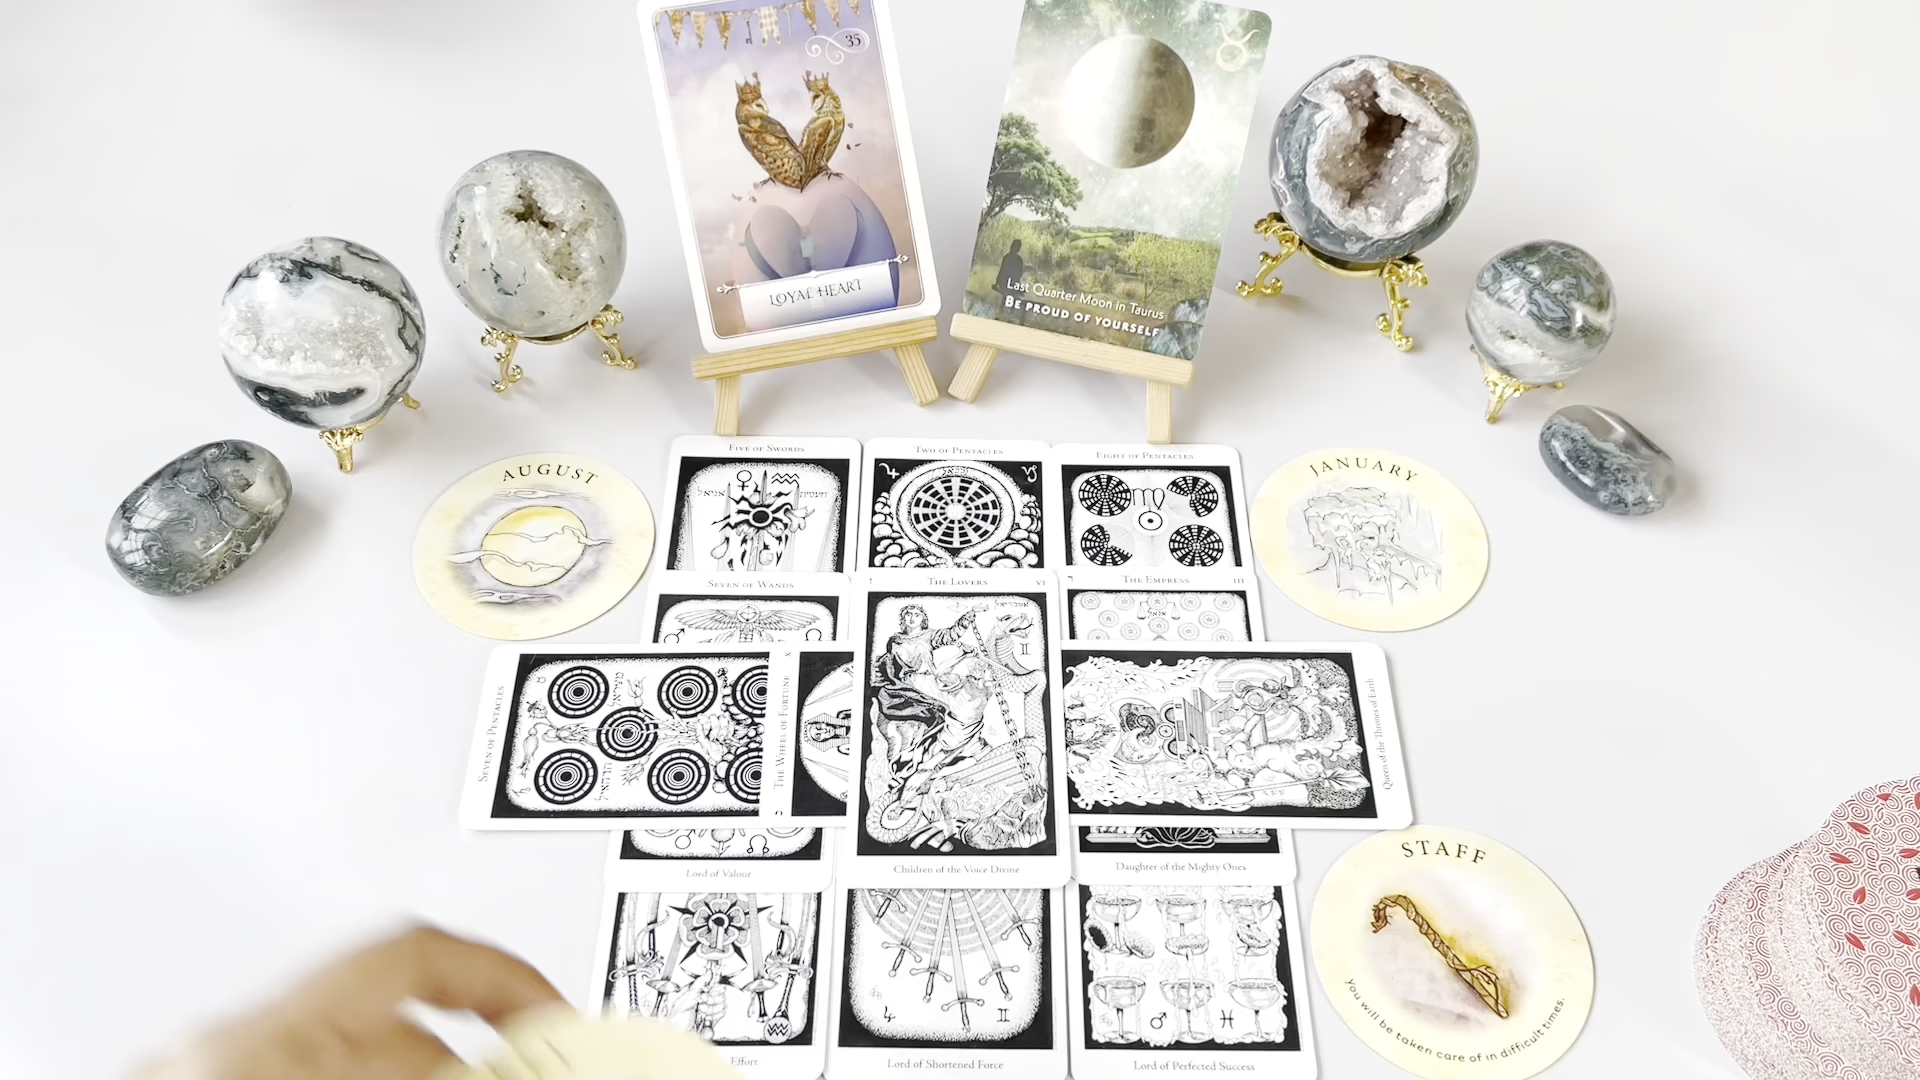 35
LOYAL HEART
Last Quarter Moon in Taurus
BE PROUD OF YOURSELF
AUGUST
FIVE OF SWORDS
TWO OF PENTACLES
EIGHT OF PENTACLES
JANUARY
אניאל
SEVEN OF WANDS
THE LOVERS
VI
THE EMPRESS
III
SEVEN OF PENTACLES
THE WHEEL OF FORTUNE
X
Queen of the Thrones of Earth
Lord of Valour
Children of the Voice Divine
Daughter of the Mighty Ones
STAFF
You will be taken care of in difficult times.
Effort
Lord of Shortened Force
Lord of Perfected Success